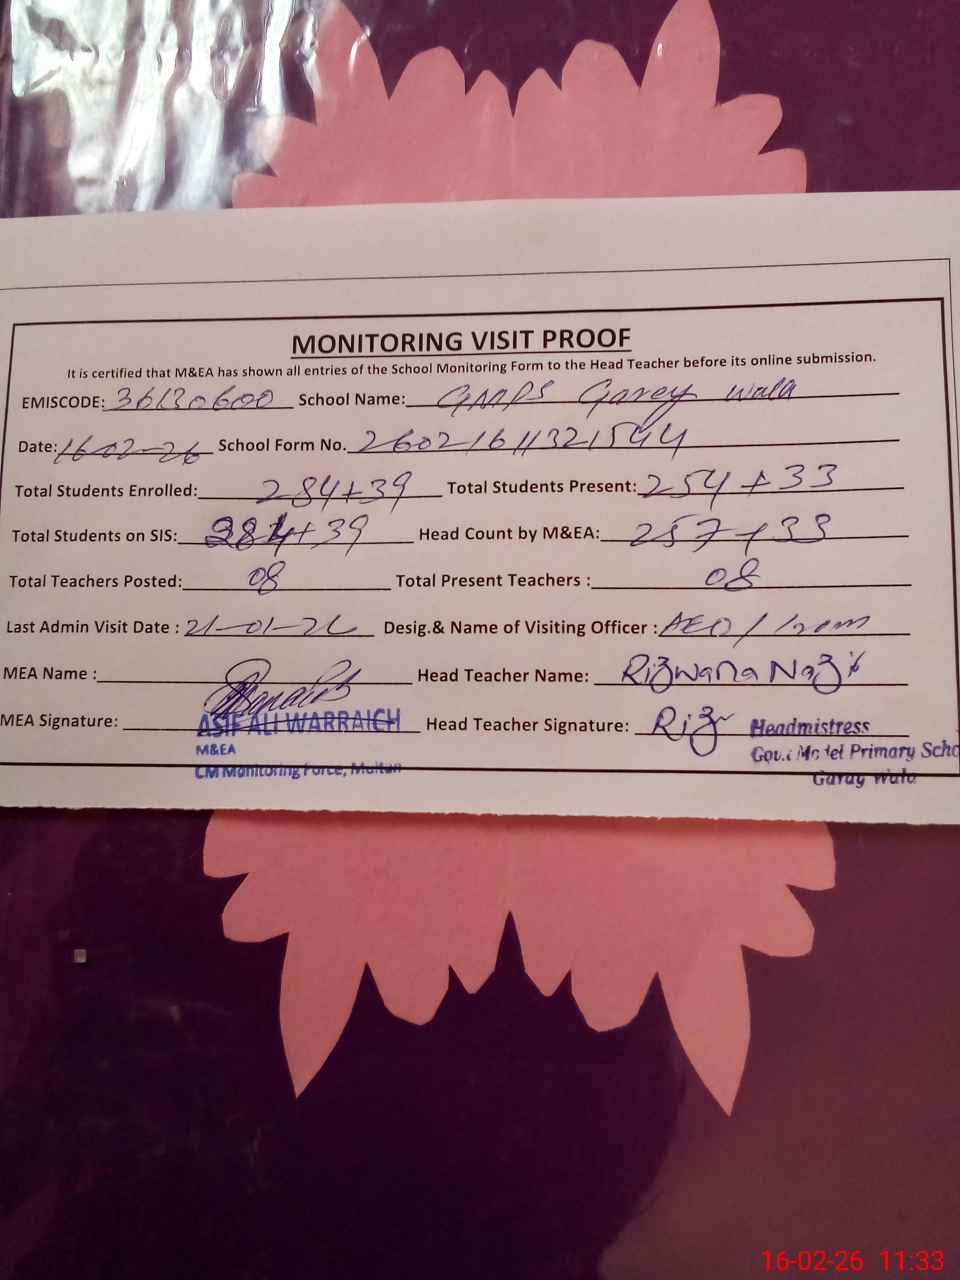 MONITORING VISIT PROOF
It is certified that M&EA has shown all entries of the School Monitoring Form to the Head Teacher before its online submission.
EMISCODE: 36130600 School Name: GMPS Garey Wala
Date: 16-02-26 School Form No. 26021611321544
Total Students Enrolled: 284+39 Total Students Present: 254+33
Total Students on SIS: 284+39 Head Count by M&EA: 257+33
Total Teachers Posted: 08 Total Present Teachers : 08
Last Admin Visit Date : 21-01-26 Desig.& Name of Visiting Officer : AEO/
MEA Name : Head Teacher Name: Rizwana Nazir
MEA Signature: Head Teacher Signature: Riz
ASIF ALI WARRAICH
M&EA
CM Monitoring Force, Multan
Headmistress
Govt Model Primary Scho
Garay Wala
16-02-26 11:33